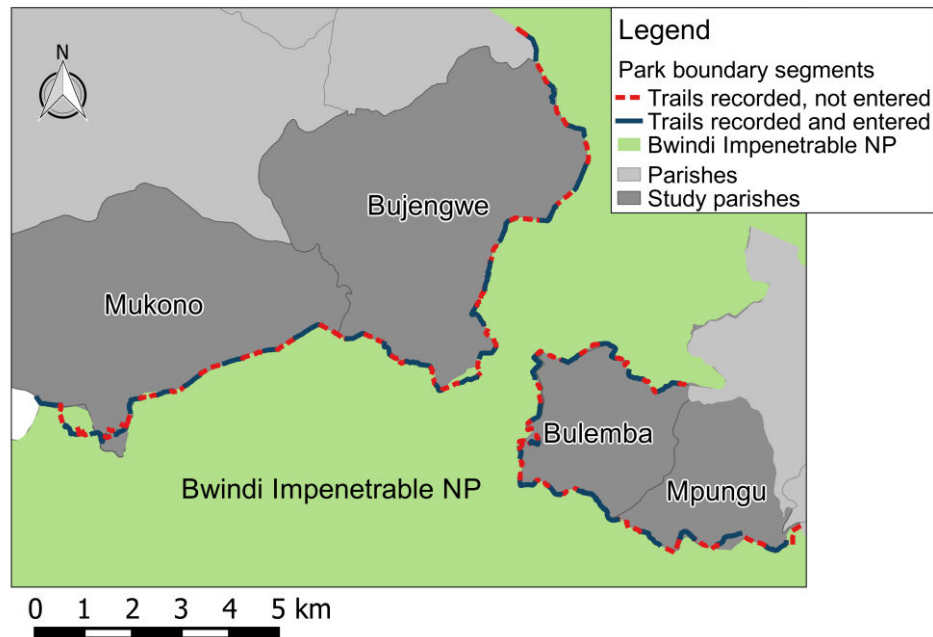 N
Legend
Park boundary segments
Trails recorded, not entered
Trails recorded and entered
Bwindi Impenetrable NP
Parishes
Study parishes
Bujengwe
Mukono
Bulemba
Mpungu
Bwindi Impenetrable NP
0 1 2 3 4 5 km